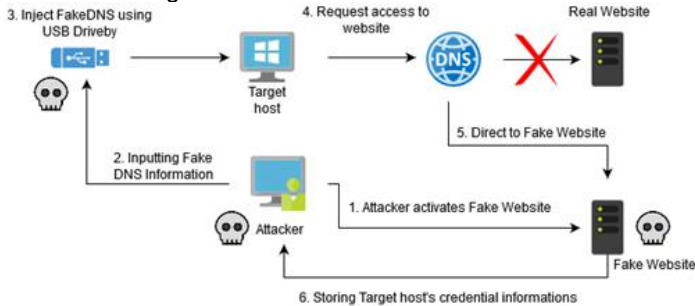 3. Inject FakeDNS using
USB Driveby
4. Request access to
website
Real Website
DNS
Target
host
5. Direct to Fake Website
2. Inputting Fake
DNS Information
1. Attacker activates Fake Website
Attacker
Fake Website
6. Storing Target host's credential informations